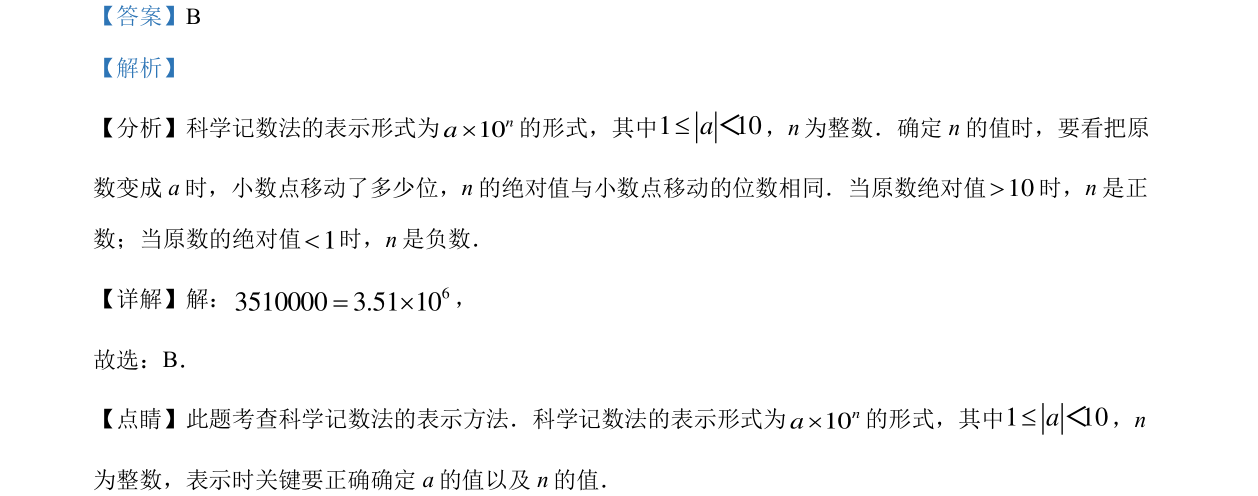 【答案】B
【解析】
【分析】科学记数法的表示形式为a×10ⁿ的形式，其中1≤|a|<10，n为整数．确定n的值时，要看把原
数变成a时，小数点移动了多少位，n的绝对值与小数点移动的位数相同．当原数绝对值>10时，n是正
数；当原数的绝对值<1时，n是负数．
【详解】解：3510000=3.51×10⁶，
故选：B．
【点睛】此题考查科学记数法的表示方法．科学记数法的表示形式为a×10ⁿ的形式，其中1≤|a|<10，n
为整数，表示时关键要正确确定a的值以及n的值．